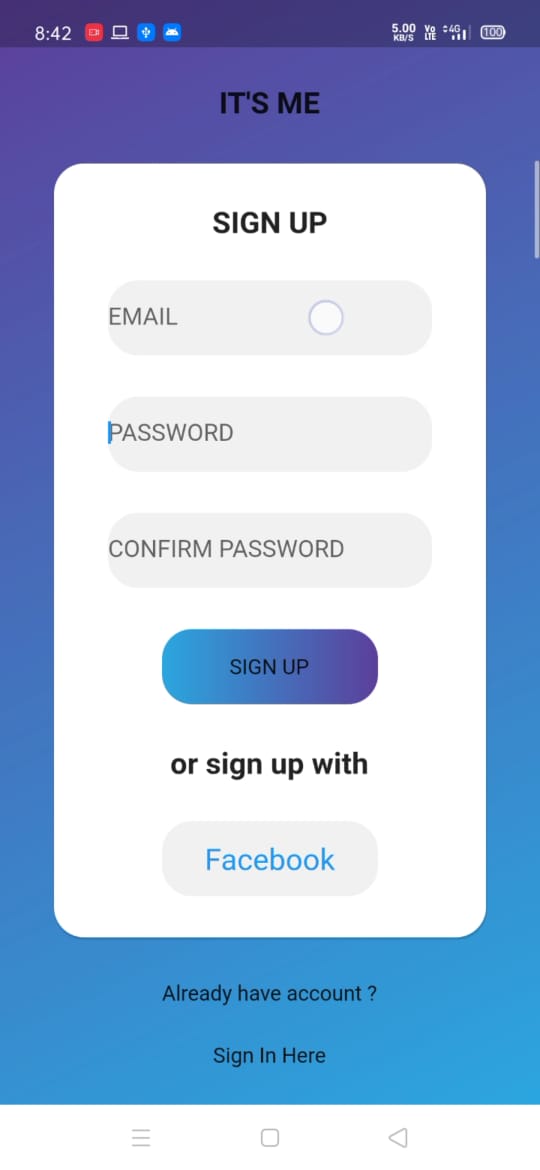 8:42 5.00 KB/S Vo LTE 4G 100
IT'S ME
SIGN UP
EMAIL
PASSWORD
CONFIRM PASSWORD
SIGN UP
or sign up with
Facebook
Already have account ?
Sign In Here